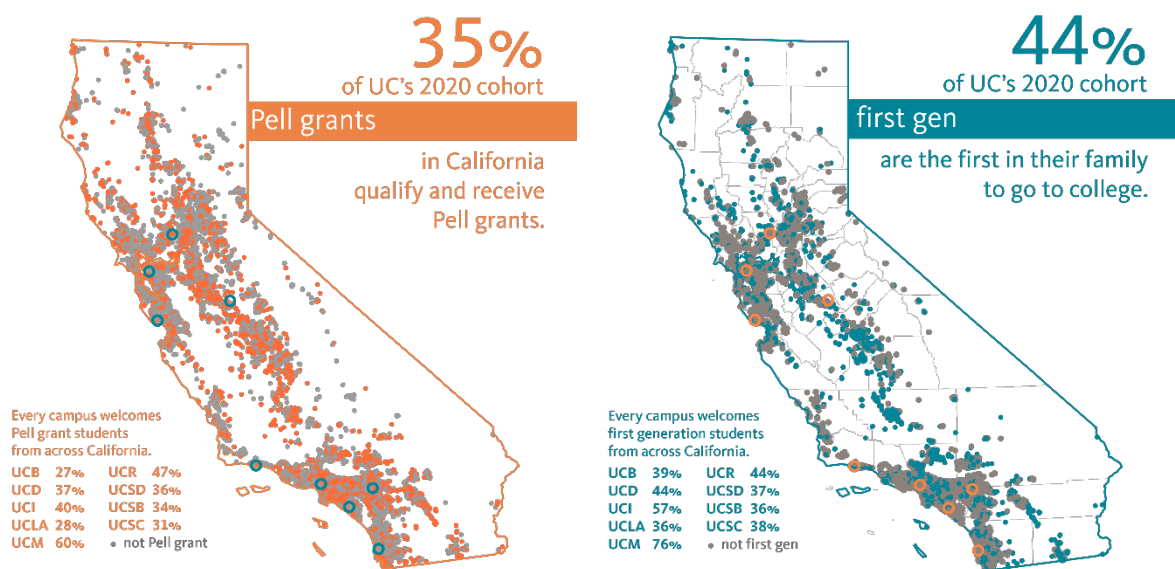 35%
of UC's 2020 cohort
Pell grants
in California
qualify and receive
Pell grants.
Every campus welcomes
Pell grant students
from across California.
UCB 27% UCR 47%
UCD 37% UCSD 36%
UCI 40% UCSB 34%
UCLA 28% UCSC 31%
UCM 60% • not Pell grant
44%
of UC's 2020 cohort
first gen
are the first in their family
to go to college.
Every campus welcomes
first generation students
from across California.
UCB 39% UCR 44%
UCD 44% UCSD 37%
UCI 57% UCSB 36%
UCLA 36% UCSC 38%
UCM 76% • not first gen